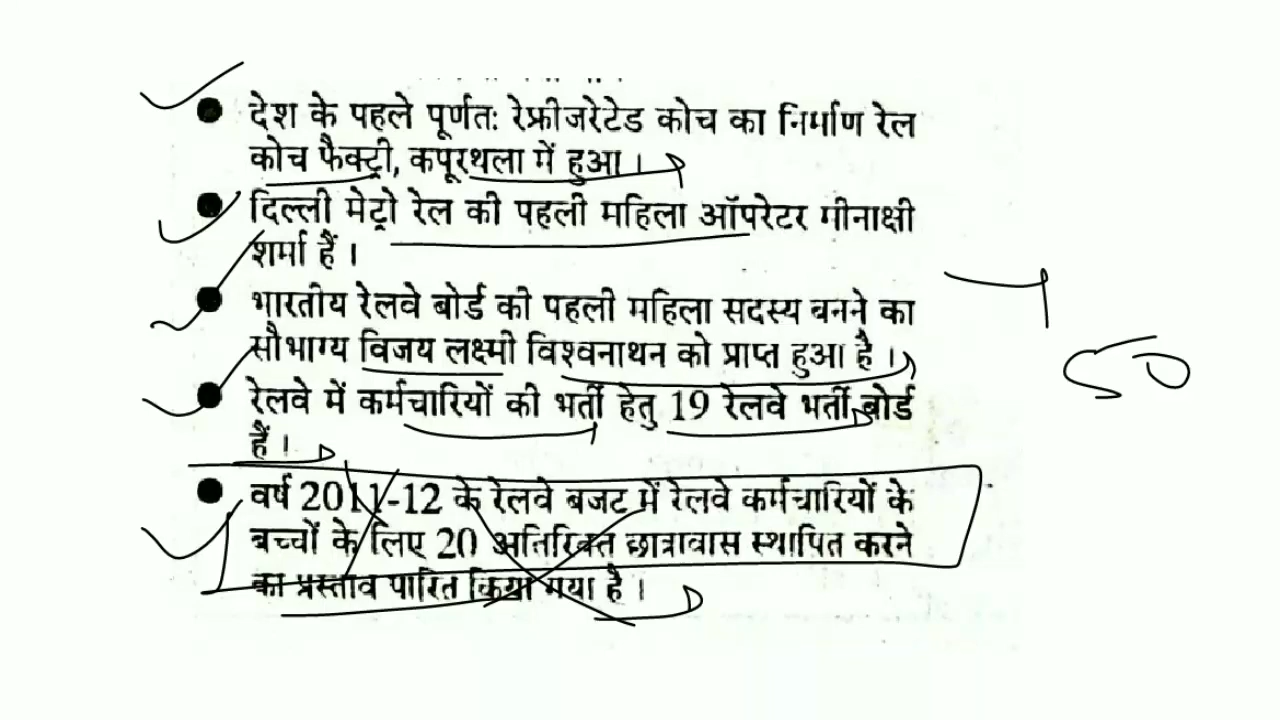 ● देश के पहले पूर्णतः रेफ्रीजरेटेड कोच का निर्माण रेल
कोच फैक्ट्री, कपूरथला में हुआ।
● दिल्ली मेट्रो रेल की पहली महिला ऑपरेटर मीनाक्षी
शर्मा हैं।
● भारतीय रेलवे बोर्ड की पहली महिला सदस्य बनने का
सौभाग्य विजय लक्ष्मी विश्वनाथन को प्राप्त हुआ है।
● रेलवे में कर्मचारियों की भर्ती हेतु 19 रेलवे भर्ती बोर्ड
हैं।
● वर्ष 2011-12 के रेलवे बजट में रेलवे कर्मचारियों के
बच्चों के लिए 20 अतिरिक्त छात्रावास स्थापित करने
का प्रस्ताव पारित किया गया है।
50